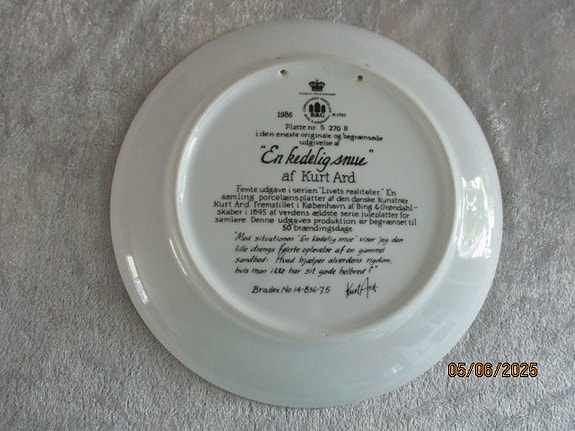 1986
B&G
© 1986
Platte nr. 5. 270 B
i den eneste originale og begrænsede
udgivelse af
"En kedelig snue"
af Kurt Ard
Femte udgave i serien "Livets realiteter." En
samling porcelænsplatter af den danske kunstner
Kurt Ard. Fremstillet i København af Bing & Grøndahl-
skaber i 1895 af verdens ældste serie juleplatter for
samlere. Denne udgaves produktion er begrænset til
50 brændingsdage.
"Med situationen 'En kedelig snue' viser jeg den
lille drengs første oplevelse af en gammel
sandhed: Hvad hjælper alverdens rigdom,
hvis man ikke har sit gode helbred?"
Bradex No. 14-B36-7.5
Kurt Ard.
05/06/2025